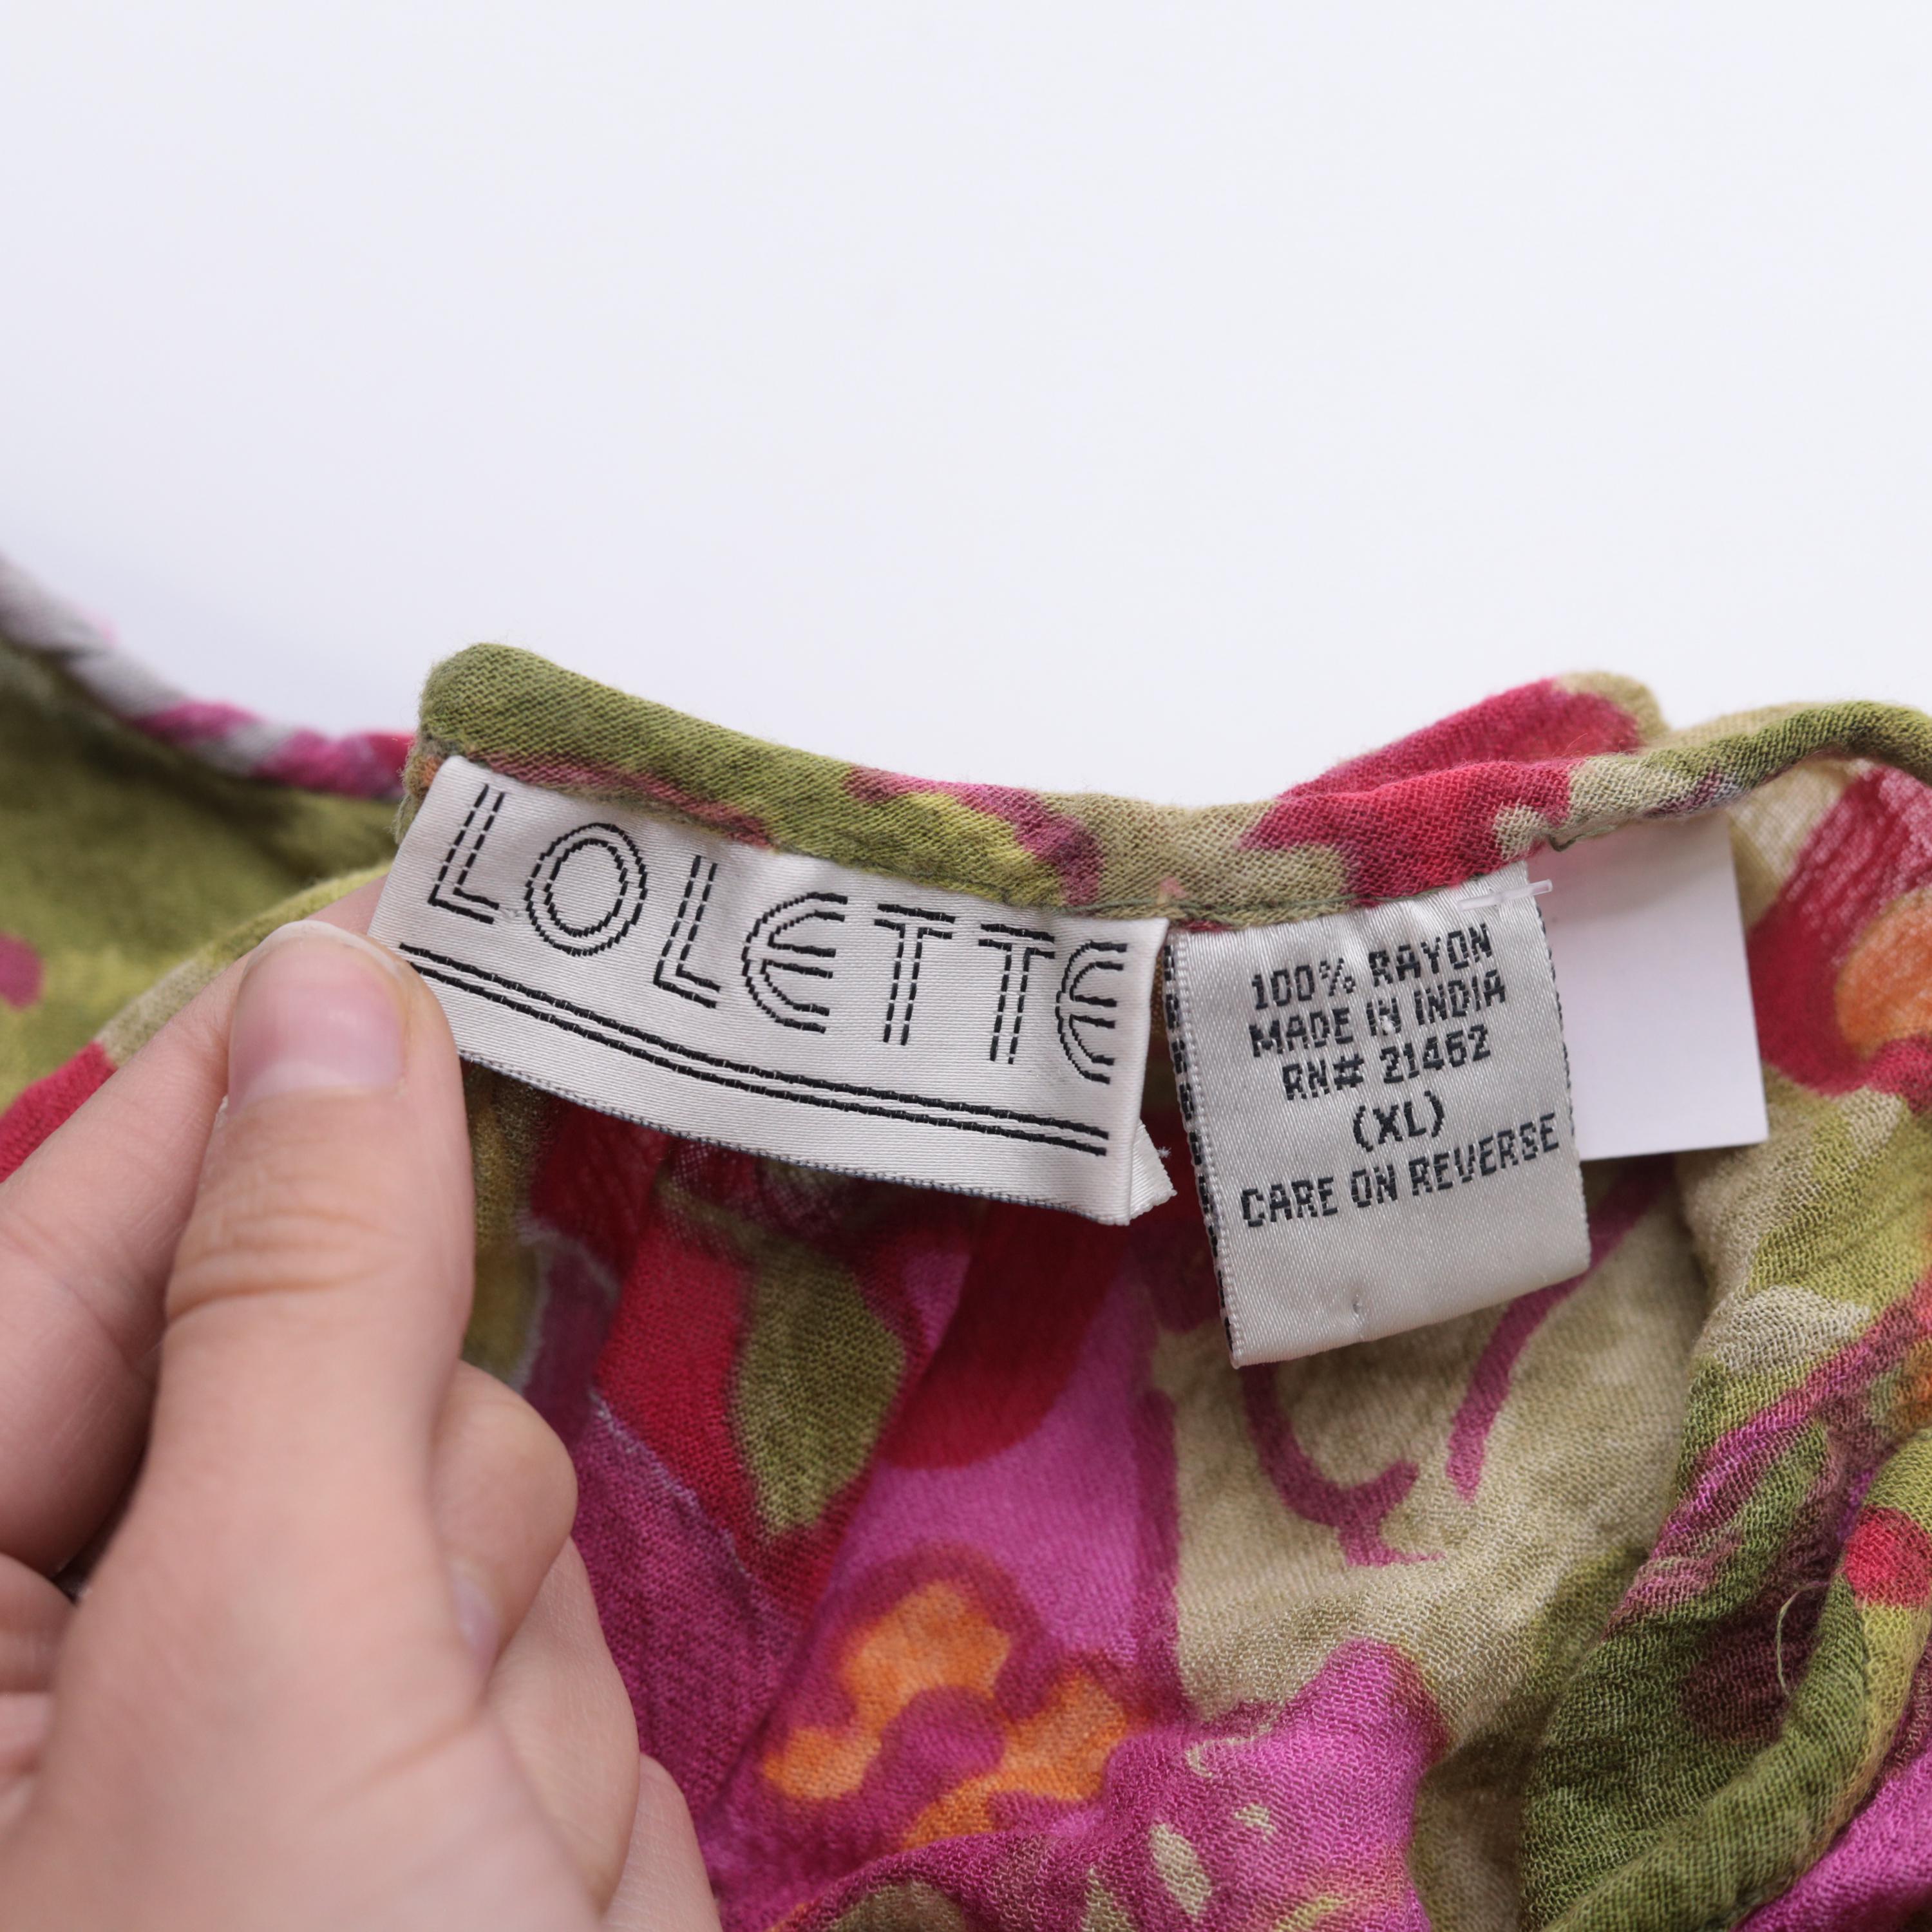 LOLETTE
100% RAYON
MADE IN INDIA
RN# 21462
(XL)
CARE ON REVERSE